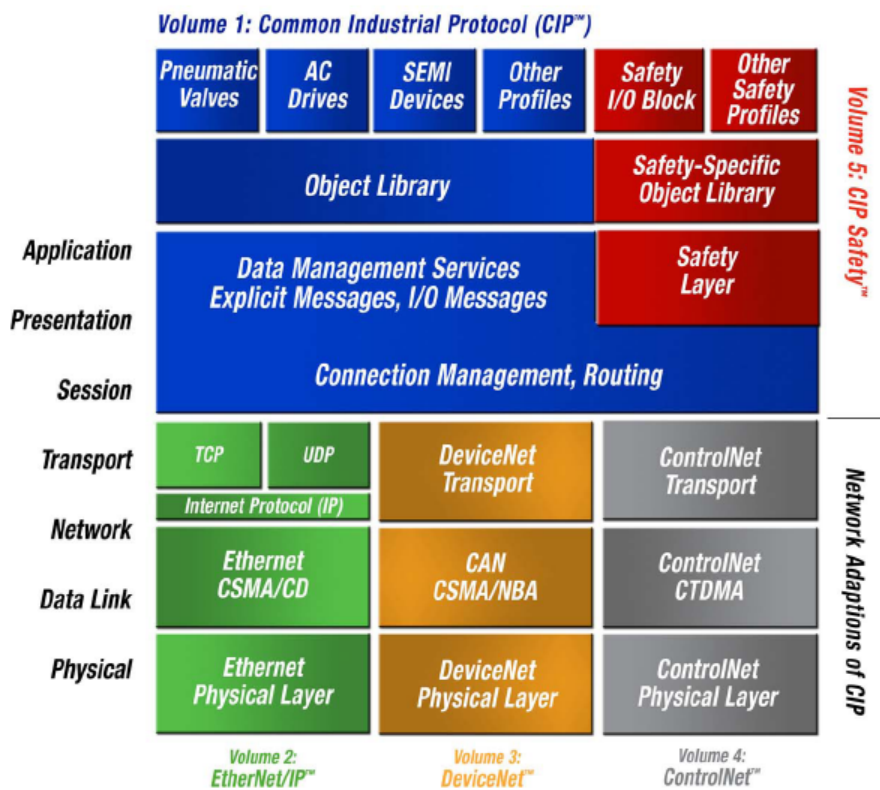 Volume 1: Common Industrial Protocol (CIP™)
Pneumatic
Valves
AC
Drives
SEMI
Devices
Other
Profiles
Safety
I/O Block
Other
Safety
Profiles
Object Library
Safety-Specific
Object Library
Volume 5: CIP Safety™
Application
Presentation
Session
Data Management Services
Explicit Messages, I/O Messages
Safety
Layer
Connection Management, Routing
Transport
Network
Data Link
Physical
TCP
UDP
Internet Protocol (IP)
DeviceNet
Transport
ControlNet
Transport
Ethernet
CSMA/CD
CAN
CSMA/NBA
ControlNet
CTDMA
Ethernet
Physical Layer
DeviceNet
Physical Layer
ControlNet
Physical Layer
Network Adaptions of CIP
Volume 2:
EtherNet/IP™
Volume 3:
DeviceNet™
Volume 4:
ControlNet™